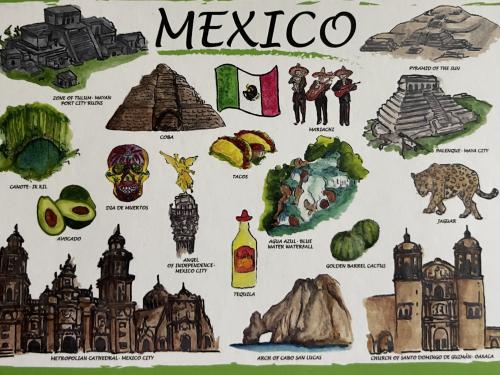 MEXICO
ZONE OF TULUM- MAYAN
PORT CITY RUINS
PYRAMID OF THE SUN
COBA
MARIACHI
PALENQUE- MAYA CITY
CANOTE- IK KIL
DIA DE MUERTOS
TACOS
JAGUAR
AVOCADO
ANGEL
OF INDEPENDENCE-
MEXICO CITY
AGUA AZUL- BLUE
WATER WATERFALL
GOLDEN BARREL CACTUS
TEQUILA
METROPOLITAN CATHEDRAL- MEXICO CITY
ARCH OF CABO SAN LUCAS
CHURCH OF SANTO DOMINGO DE GUZMÁN- OAXACA